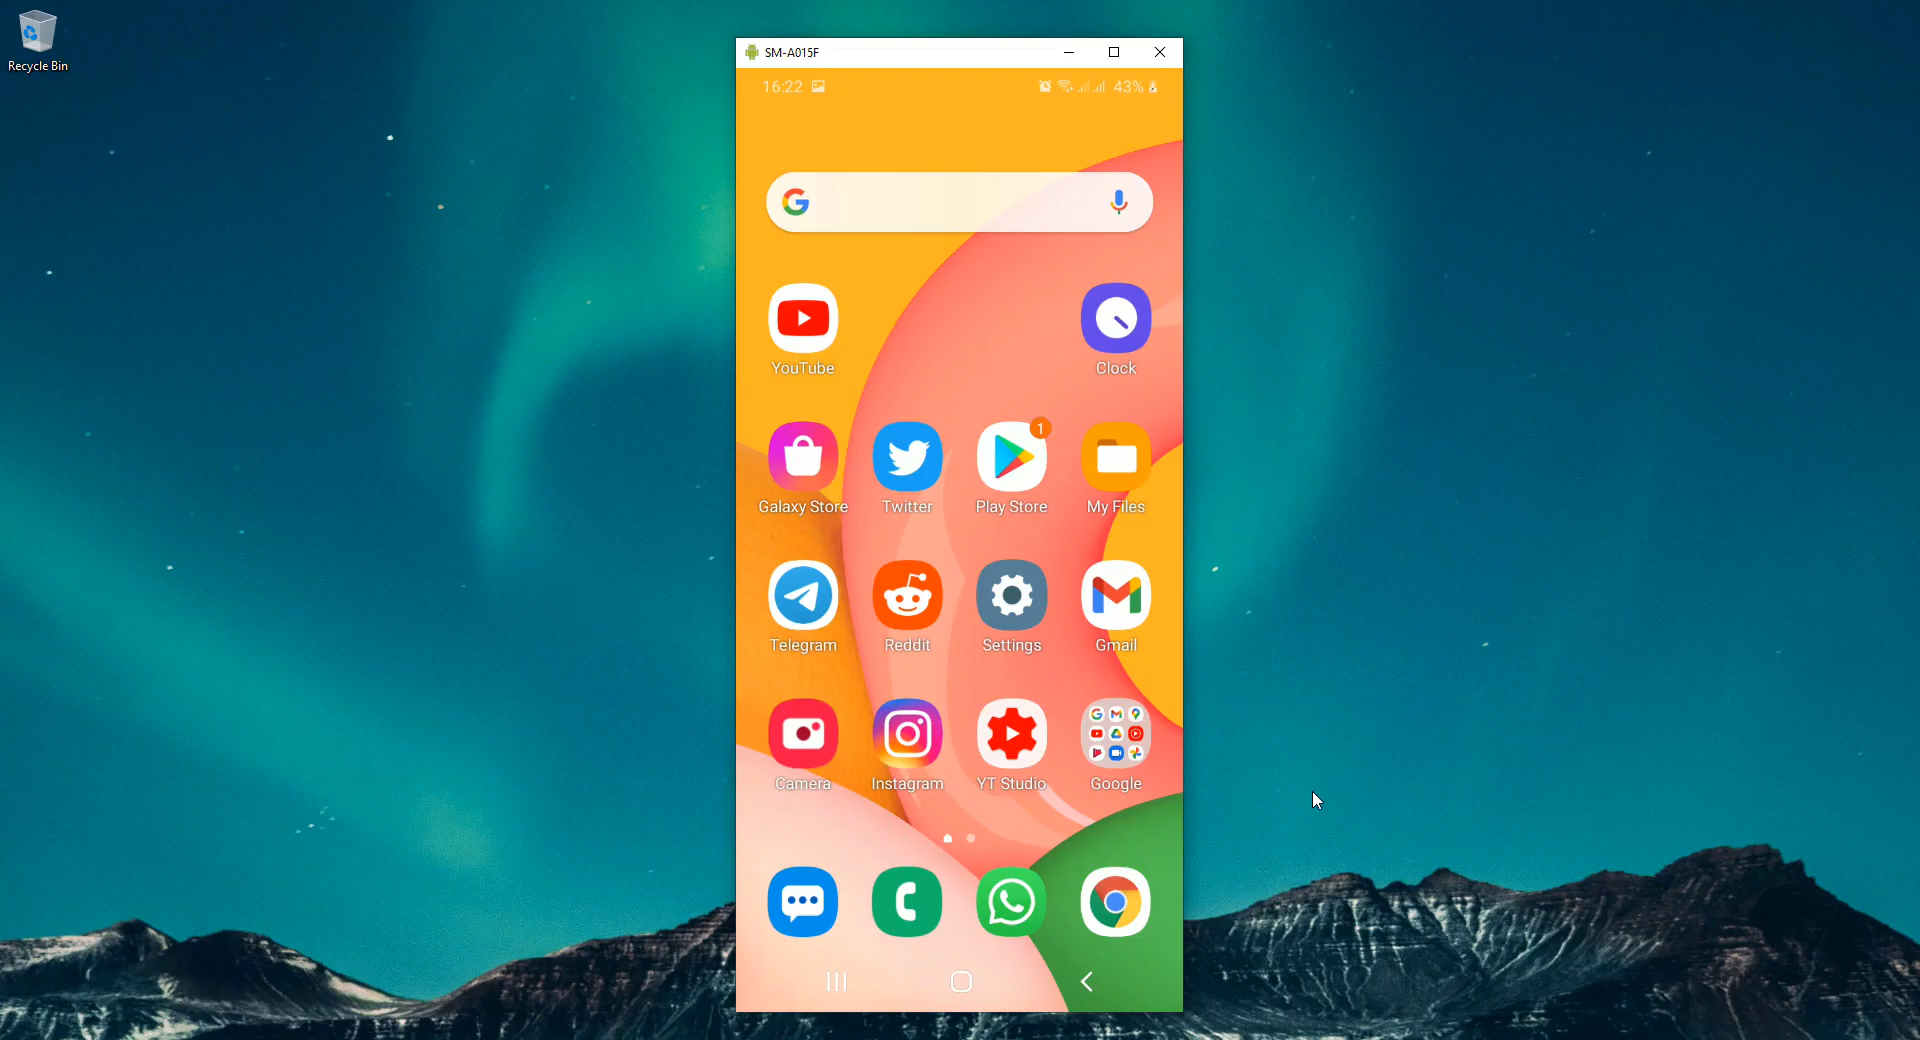 Recycle Bin
SM-A015F
16:22 43%
YouTube Clock
1
Galaxy Store Twitter Play Store My Files
Telegram Reddit Settings Gmail
Camera Instagram YT Studio Google